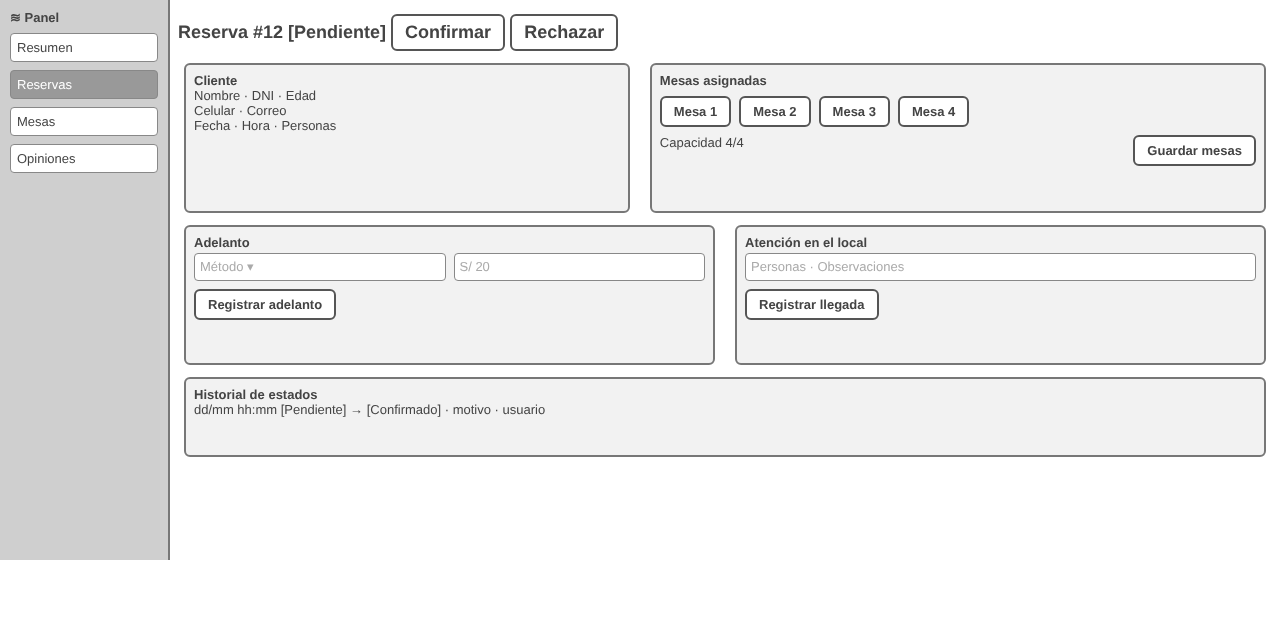 ≋ Panel
Resumen
Reservas
Mesas
Opiniones
Reserva #12 [Pendiente] Confirmar Rechazar
Cliente
Nombre · DNI · Edad
Celular · Correo
Fecha · Hora · Personas
Mesas asignadas
Mesa 1 Mesa 2 Mesa 3 Mesa 4
Capacidad 4/4
Guardar mesas
Adelanto
Método ▾ S/ 20
Registrar adelanto
Atención en el local
Personas · Observaciones
Registrar llegada
Historial de estados
dd/mm hh:mm [Pendiente] → [Confirmado] · motivo · usuario